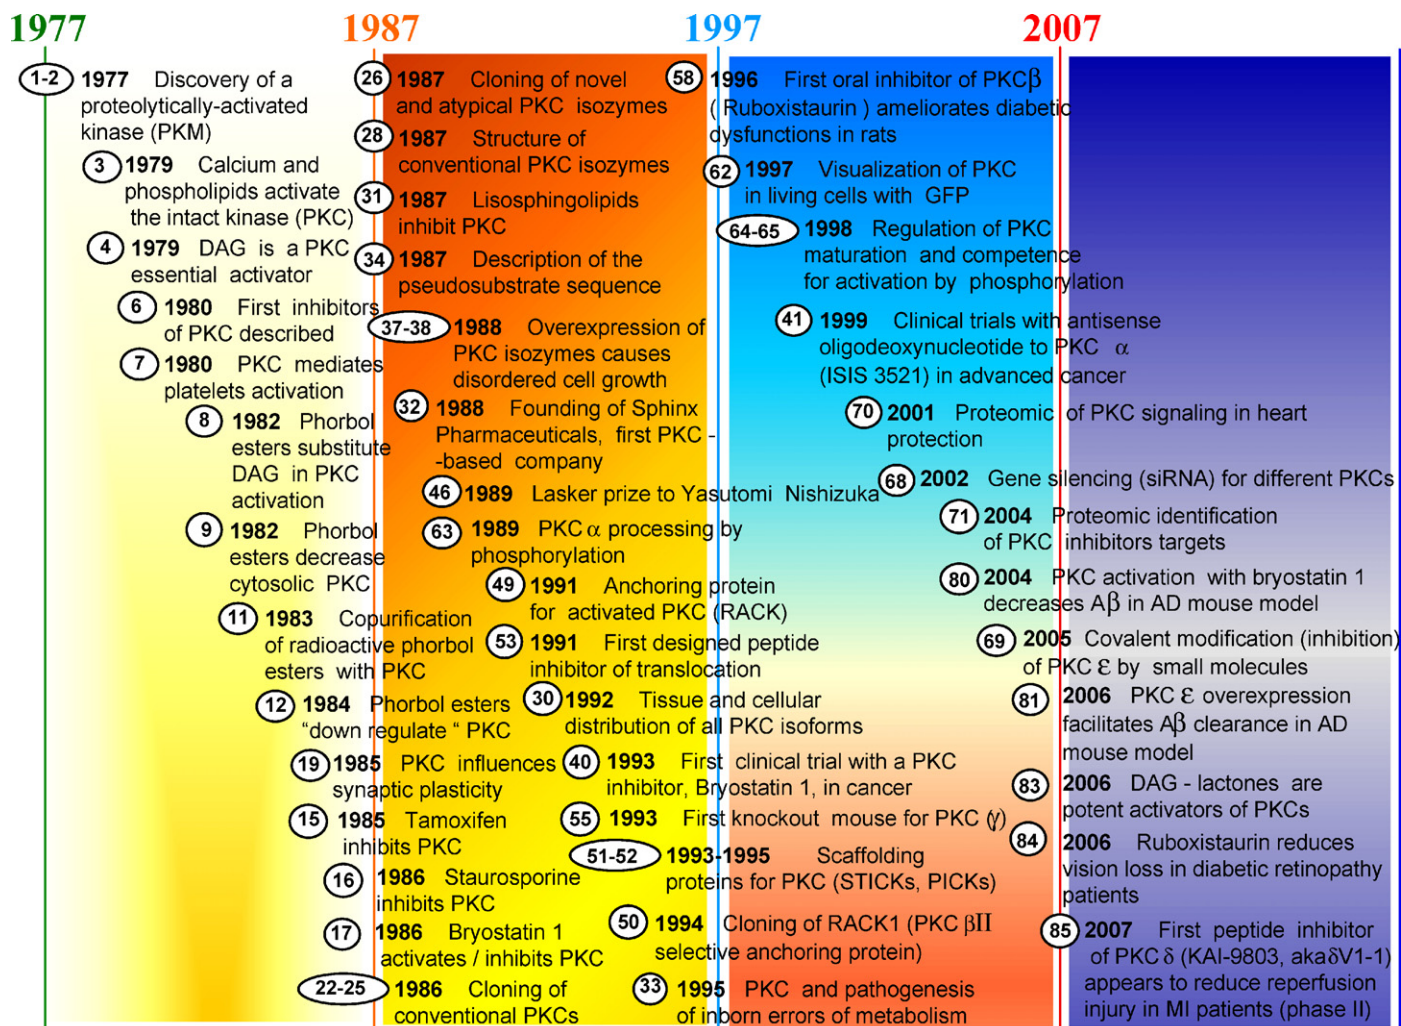 1977
1987
1997
2007
1-2
1977 Discovery of a
proteolytically-activated
kinase (PKM)
3
1979 Calcium and
phospholipids activate
the intact kinase (PKC)
4
1979 DAG is a PKC
essential activator
6
1980 First inhibitors
of PKC described
7
1980 PKC mediates
platelets activation
8
1982 Phorbol
esters substitute
DAG in PKC
activation
9
1982 Phorbol
esters decrease
cytosolic PKC
11
1983 Copurification
of radioactive phorbol
esters with PKC
12
1984 Phorbol esters
“down regulate “ PKC
19
1985 PKC influences
synaptic plasticity
15
1985 Tamoxifen
inhibits PKC
16
1986 Staurosporine
inhibits PKC
17
1986 Bryostatin 1
activates / inhibits PKC
22-25
1986 Cloning of
conventional PKCs
26
1987 Cloning of novel
and atypical PKC isozymes
28
1987 Structure of
conventional PKC isozymes
31
1987 Lisosphingolipids
inhibit PKC
34
1987 Description of the
pseudosubstrate sequence
37-38
1988 Overexpression of
PKC isozymes causes
disordered cell growth
32
1988 Founding of Sphinx
Pharmaceuticals, first PKC -
-based company
46
1989 Lasker prize to Yasutomi Nishizuka
63
1989 PKC α processing by
phosphorylation
49
1991 Anchoring protein
for activated PKC (RACK)
53
1991 First designed peptide
inhibitor of translocation
30
1992 Tissue and cellular
distribution of all PKC isoforms
40
1993 First clinical trial with a PKC
inhibitor, Bryostatin 1, in cancer
55
1993 First knockout mouse for PKC (γ)
51-52
1993-1995 Scaffolding
proteins for PKC (STICKs, PICKs)
50
1994 Cloning of RACK1 (PKC βII
selective anchoring protein)
33
1995 PKC and pathogenesis
of inborn errors of metabolism
58
1996 First oral inhibitor of PKCβ
( Ruboxistaurin ) ameliorates diabetic
dysfunctions in rats
62
1997 Visualization of PKC
in living cells with GFP
64-65
1998 Regulation of PKC
maturation and competence
for activation by phosphorylation
41
1999 Clinical trials with antisense
oligodeoxynucleotide to PKC α
(ISIS 3521) in advanced cancer
70
2001 Proteomic of PKC signaling in heart
protection
68
2002 Gene silencing (siRNA) for different PKCs
71
2004 Proteomic identification
of PKC inhibitors targets
80
2004 PKC activation with bryostatin 1
decreases Aβ in AD mouse model
69
2005 Covalent modification (inhibition)
of PKC ε by small molecules
81
2006 PKC ε overexpression
facilitates Aβ clearance in AD
mouse model
83
2006 DAG - lactones are
potent activators of PKCs
84
2006 Ruboxistaurin reduces
vision loss in diabetic retinopathy
patients
85
2007 First peptide inhibitor
of PKC δ (KAI-9803, akaδV1-1)
appears to reduce reperfusion
injury in MI patients (phase II)